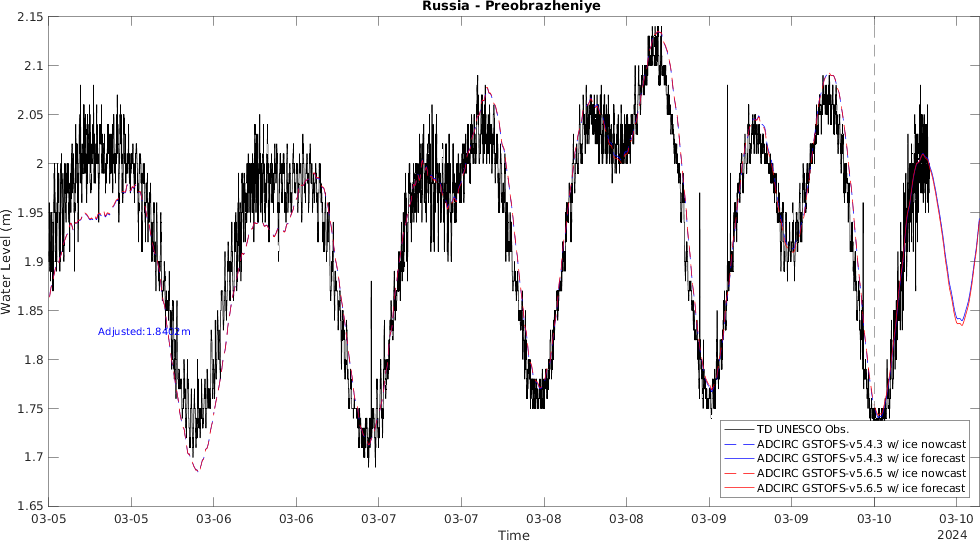 Russia - Preobrazheniye
2.15
2.1
2.05
2
1.95
1.9
1.85
1.8
1.75
1.7
1.65
Water Level (m)
Adjusted:1.8402m
TD UNESCO Obs.
ADCIRC GSTOFS-v5.4.3 w/ ice nowcast
ADCIRC GSTOFS-v5.4.3 w/ ice forecast
ADCIRC GSTOFS-v5.6.5 w/ ice nowcast
ADCIRC GSTOFS-v5.6.5 w/ ice forecast
03-05 03-05 03-06 03-06 03-07 03-07 03-08 03-08 03-09 03-09 03-10 03-10
Time
2024